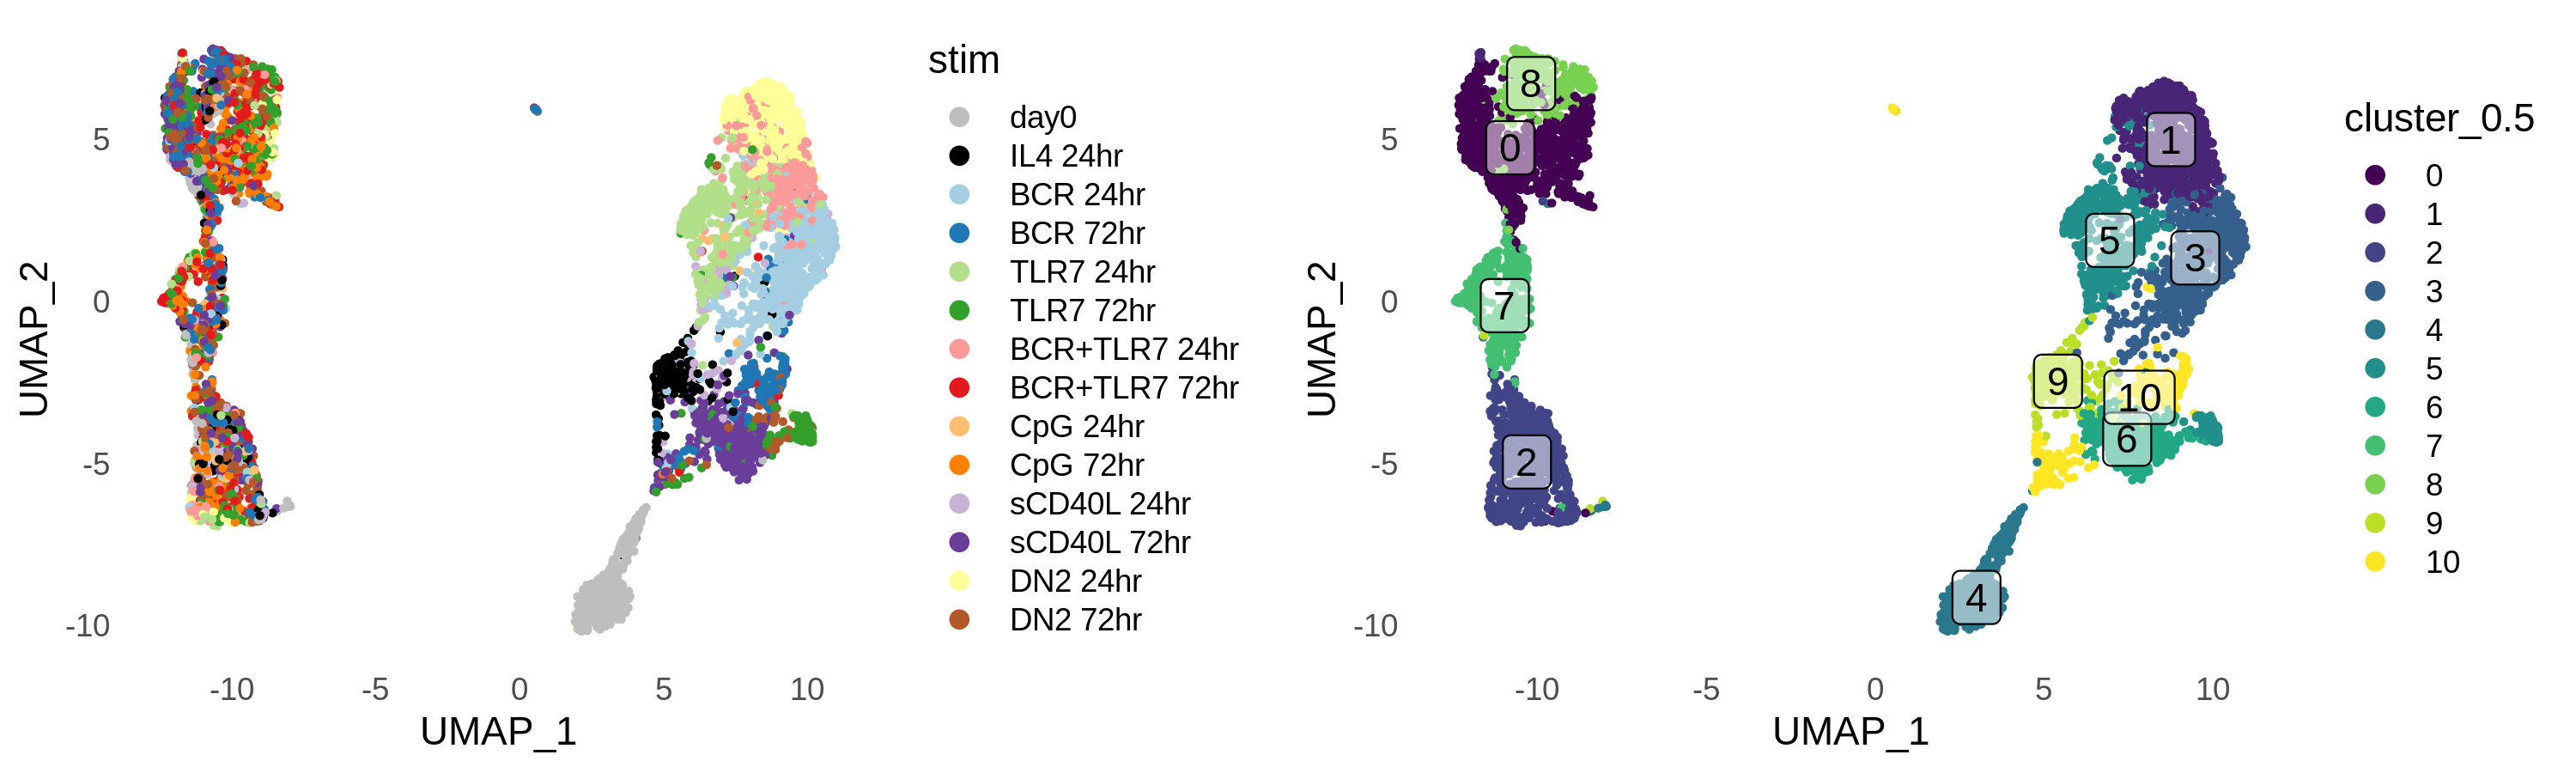 5
0
-5
-10
UMAP_2
-10
-5
0
5
10
UMAP_1
stim
day0
IL4 24hr
BCR 24hr
BCR 72hr
TLR7 24hr
TLR7 72hr
BCR+TLR7 24hr
BCR+TLR7 72hr
CpG 24hr
CpG 72hr
sCD40L 24hr
sCD40L 72hr
DN2 24hr
DN2 72hr
5
0
-5
-10
UMAP_2
8
0
7
2
1
5
3
9
10
6
4
-10
-5
0
5
10
UMAP_1
cluster_0.5
0
1
2
3
4
5
6
7
8
9
10